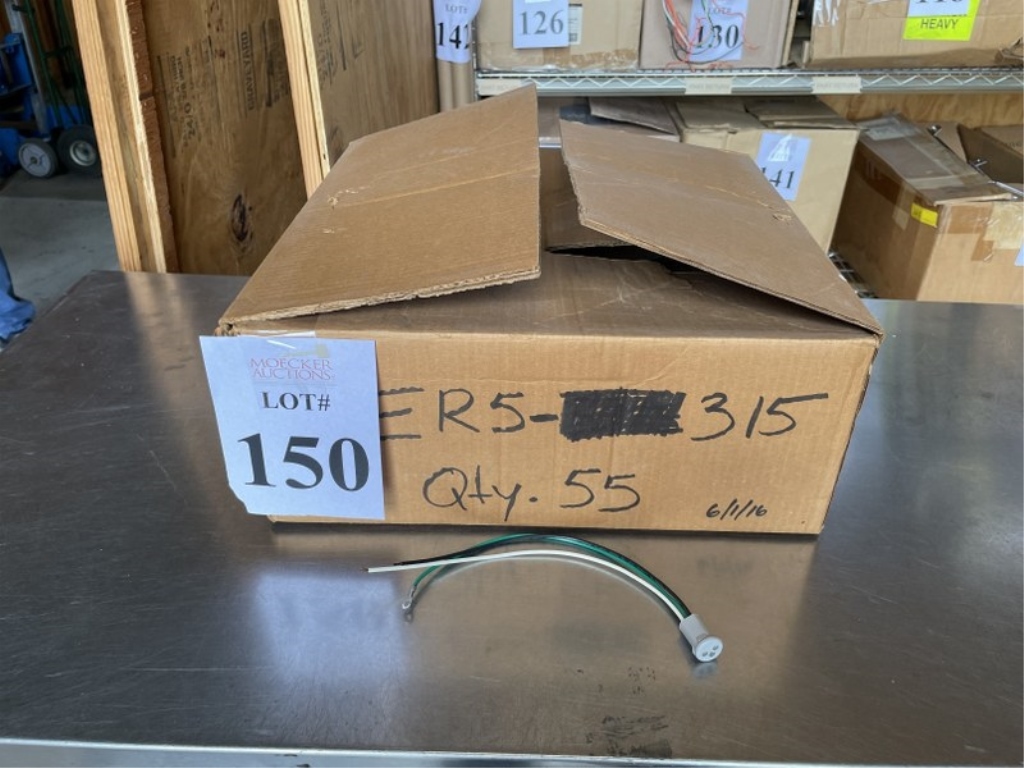 142
126
LOT#
130
HEAVY
141
MOECKER
AUCTIONS
LOT#
150
ER5- 315
Qty. 55
6/1/16